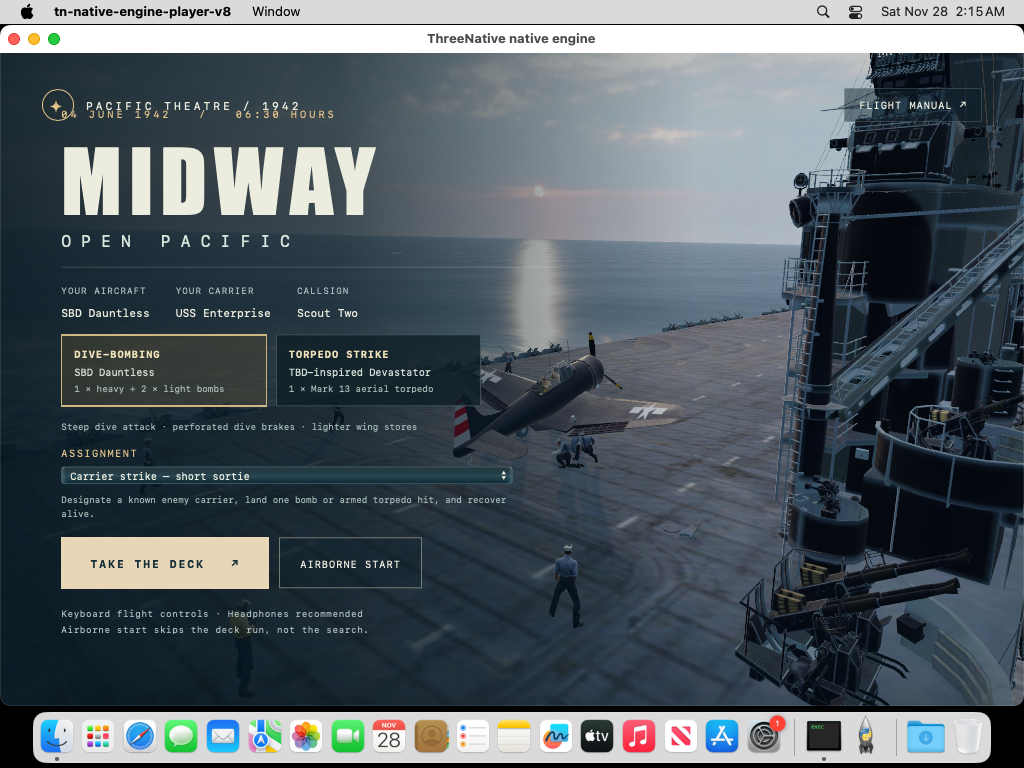 tn-native-engine-player-v8 Window Sat Nov 28 2:15 AM
ThreeNative native engine
PACIFIC THEATRE / 1942
04 JUNE 1942 / 06:30 HOURS
FLIGHT MANUAL ↗
MIDWAY
OPEN PACIFIC
YOUR AIRCRAFT YOUR CARRIER CALLSIGN
SBD Dauntless USS Enterprise Scout Two
DIVE-BOMBING
SBD Dauntless
1 × heavy + 2 × light bombs
TORPEDO STRIKE
TBD-inspired Devastator
1 × Mark 13 aerial torpedo
Steep dive attack · perforated dive brakes · lighter wing stores
ASSIGNMENT
Carrier strike — short sortie
Designate a known enemy carrier, land one bomb or armed torpedo hit, and recover
alive.
TAKE THE DECK ↗
AIRBORNE START
Keyboard flight controls · Headphones recommended
Airborne start skips the deck run, not the search.
NOV
28
tv
1
exec